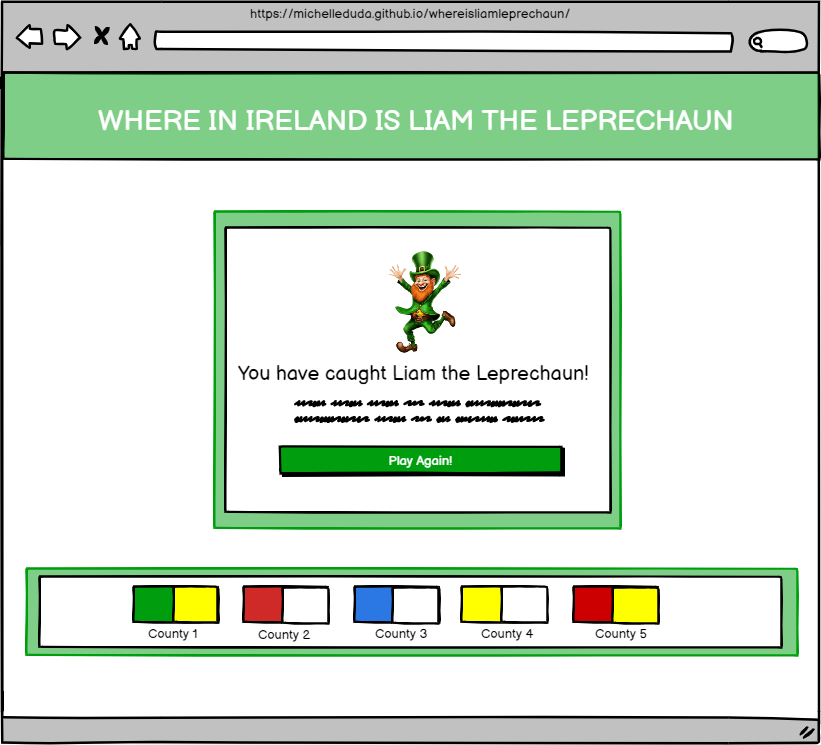 https://michelleduda.github.io/whereisliamleprechaun/
WHERE IN IRELAND IS LIAM THE LEPRECHAUN
You have caught Liam the Leprechaun!
Play Again!
County 1
County 2
County 3
County 4
County 5